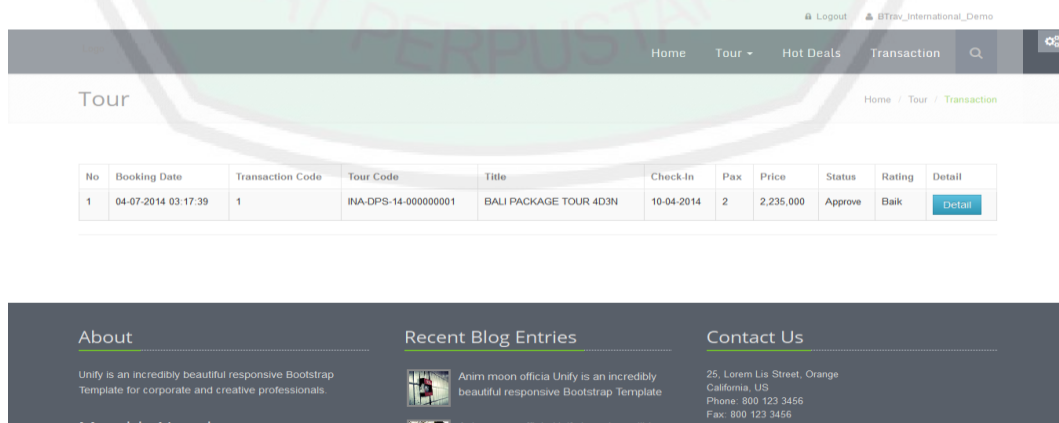 Logout BTrav_International_Demo
PERPUSTA
Home Tour Hot Deals Transaction
Tour
Home / Tour / Transaction
No Booking Date Transaction Code Tour Code Title Check-In Pax Price Status Rating Detail
1 04-07-2014 03:17:39 1 INA-DPS-14-000000001 BALI PACKAGE TOUR 4D3N 10-04-2014 2 2,235,000 Approve Baik Detail
About
Recent Blog Entries
Contact Us
Unify is an incredibly beautiful responsive Bootstrap
Template for corporate and creative professionals.
Anim moon officia Unify is an incredibly
beautiful responsive Bootstrap Template
25, Lorem Lis Street, Orange
California, US
Phone: 800 123 3456
Fax: 800 123 3456